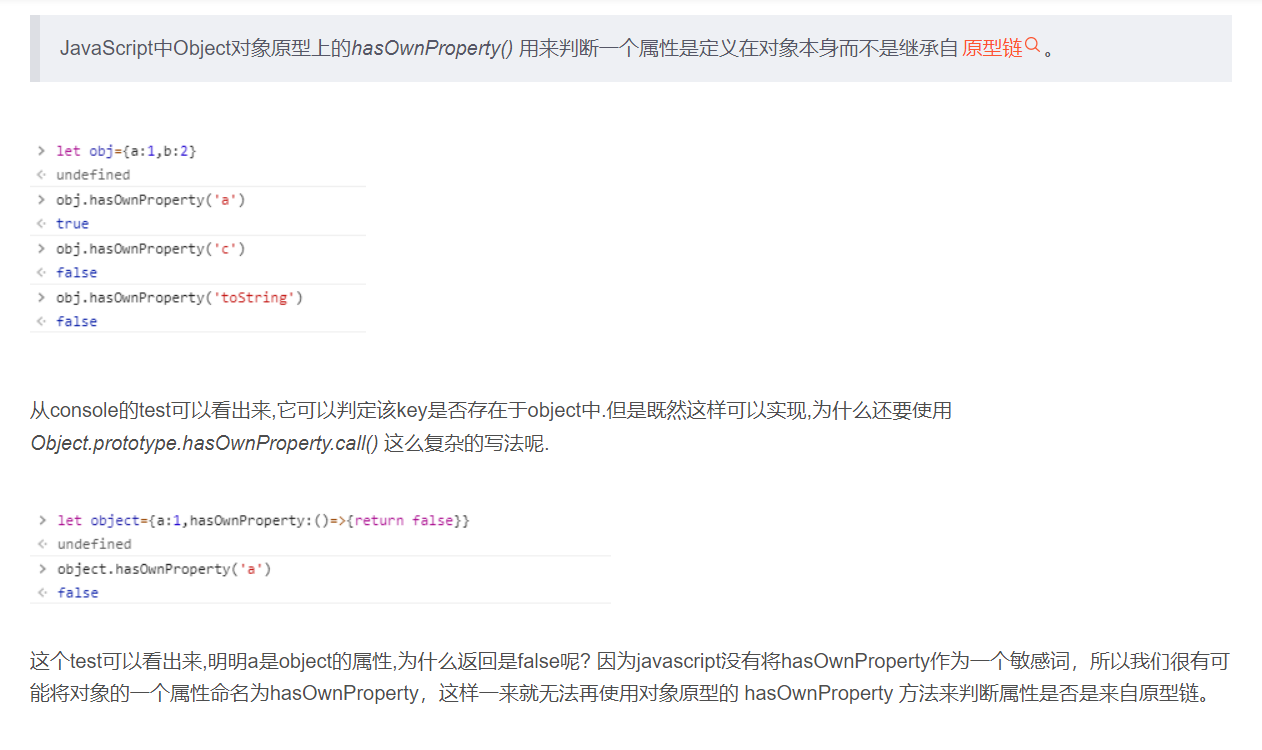 JavaScript中Object对象原型上的hasOwnProperty() 用来判断一个属性是定义在对象本身而不是继承自 原型链 。
> let obj={a:1,b:2}
< undefined
> obj.hasOwnProperty('a')
< true
> obj.hasOwnProperty('c')
< false
> obj.hasOwnProperty('toString')
< false
从console的test可以看出来,它可以判定该key是否存在于object中.但是既然这样可以实现,为什么还要使用
Object.prototype.hasOwnProperty.call() 这么复杂的写法呢.
> let object={a:1,hasOwnProperty:()=>{return false}}
< undefined
> object.hasOwnProperty('a')
< false
这个test可以看出来,明明a是object的属性,为什么返回是false呢? 因为javascript没有将hasOwnProperty作为一个敏感词，所以我们很有可
能将对象的一个属性命名为hasOwnProperty，这样一来就无法再使用对象原型的 hasOwnProperty 方法来判断属性是否是来自原型链。